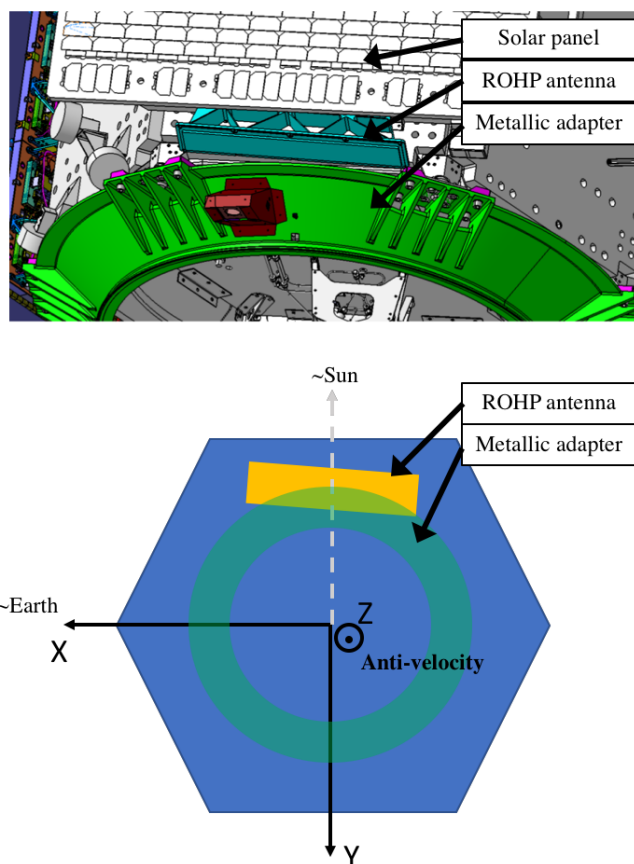 Solar panel
ROHP antenna
Metallic adapter
~Sun
ROHP antenna
Metallic adapter
~Earth
X
Z
Anti-velocity
Y